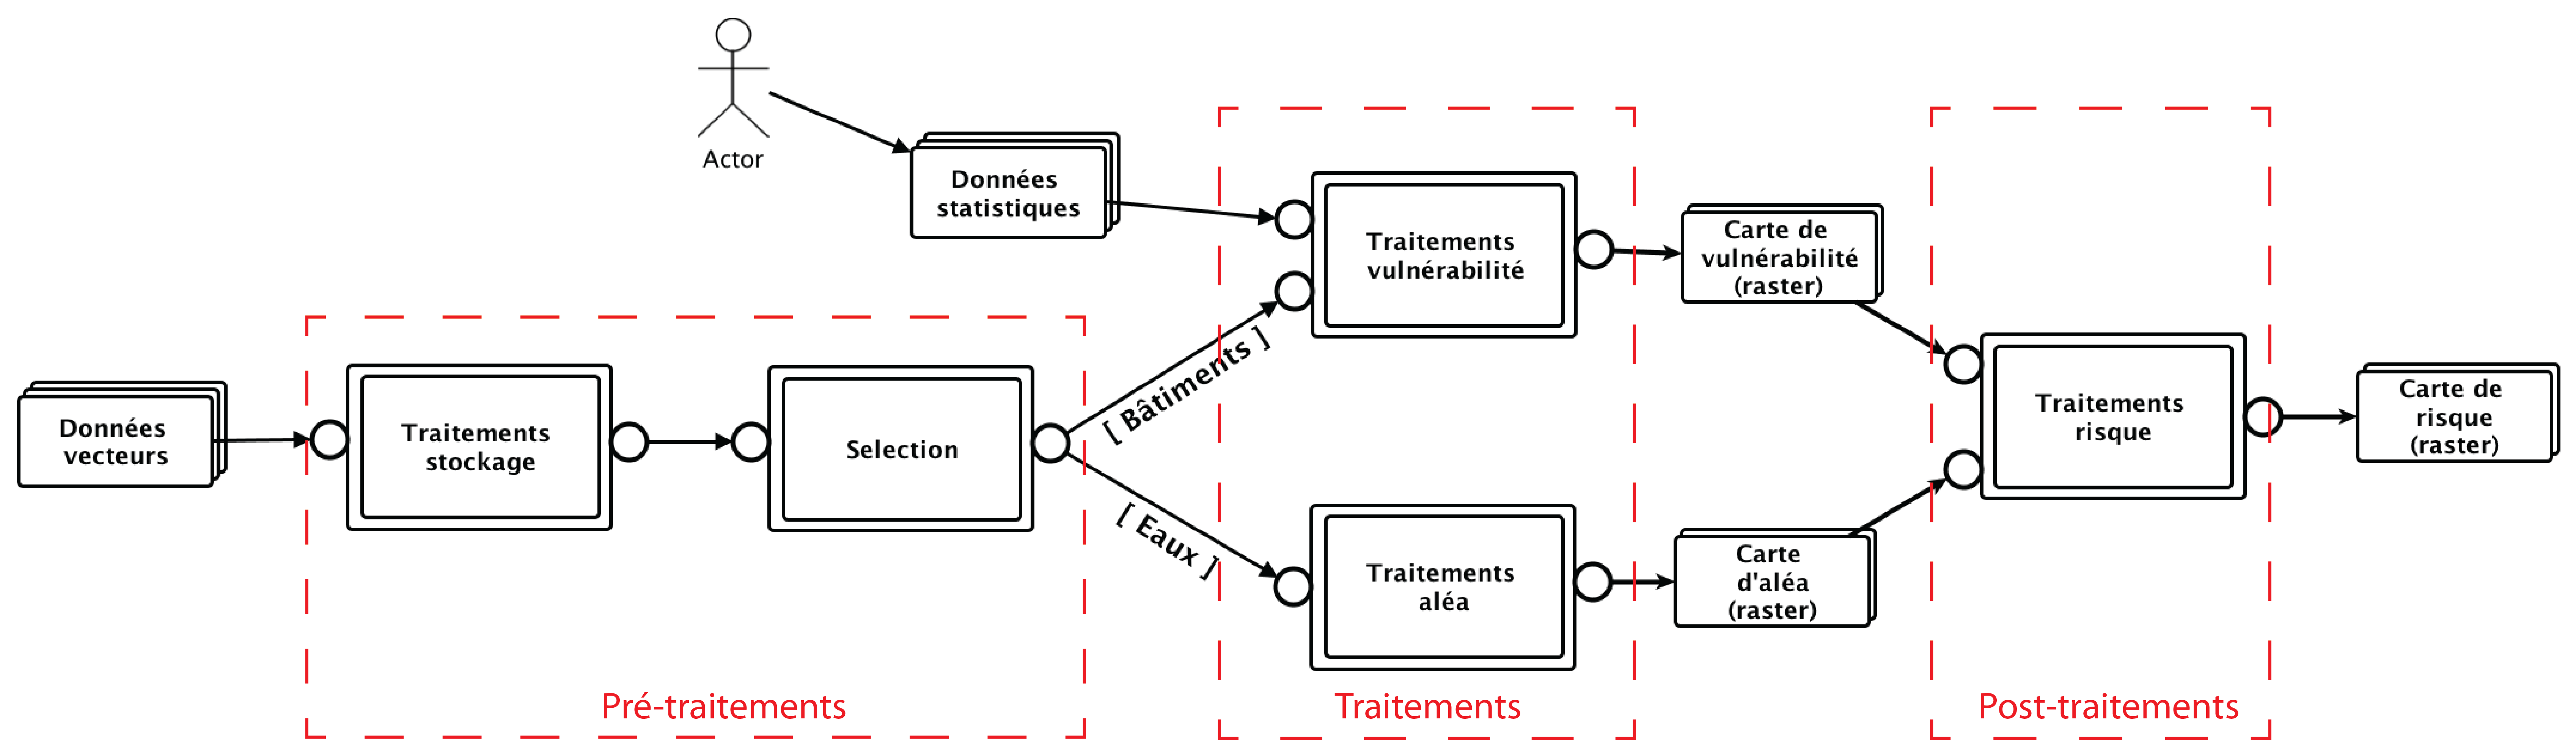 Actor
Données
statistiques
Données
vecteurs
Traitements
stockage
Selection
[ Bâtiments ]
[ Eaux ]
Traitements
vulnérabilité
Traitements
aléa
Carte de
vulnérabilité
(raster)
Carte
d'aléa
(raster)
Traitements
risque
Carte de
risque
(raster)
Pré-traitements
Traitements
Post-traitements